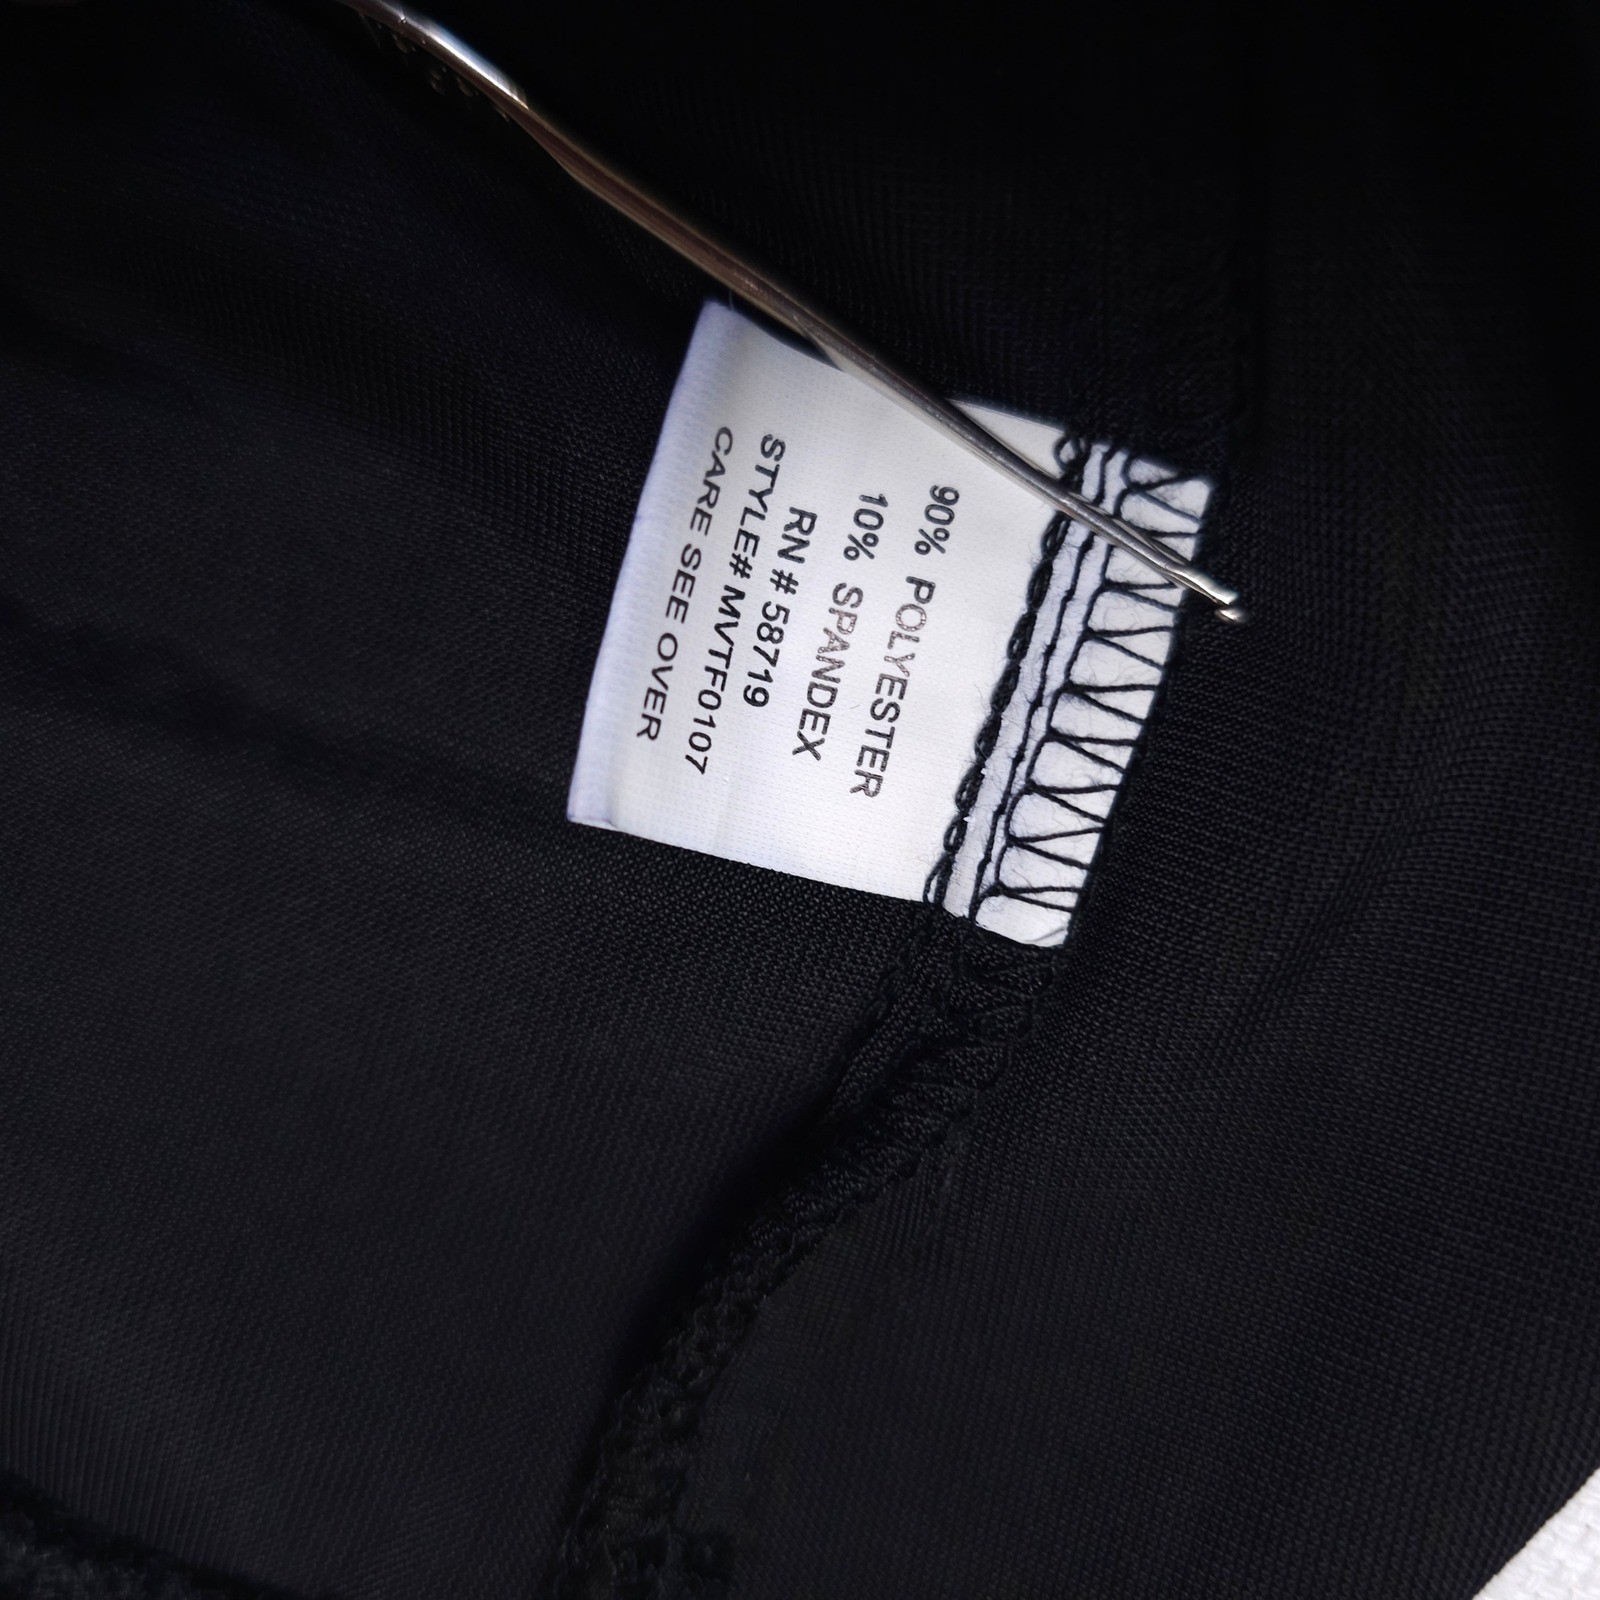 90% POLYESTER
10% SPANDEX
RN # 58719
STYLE# MVTF0107
CARE SEE OVER